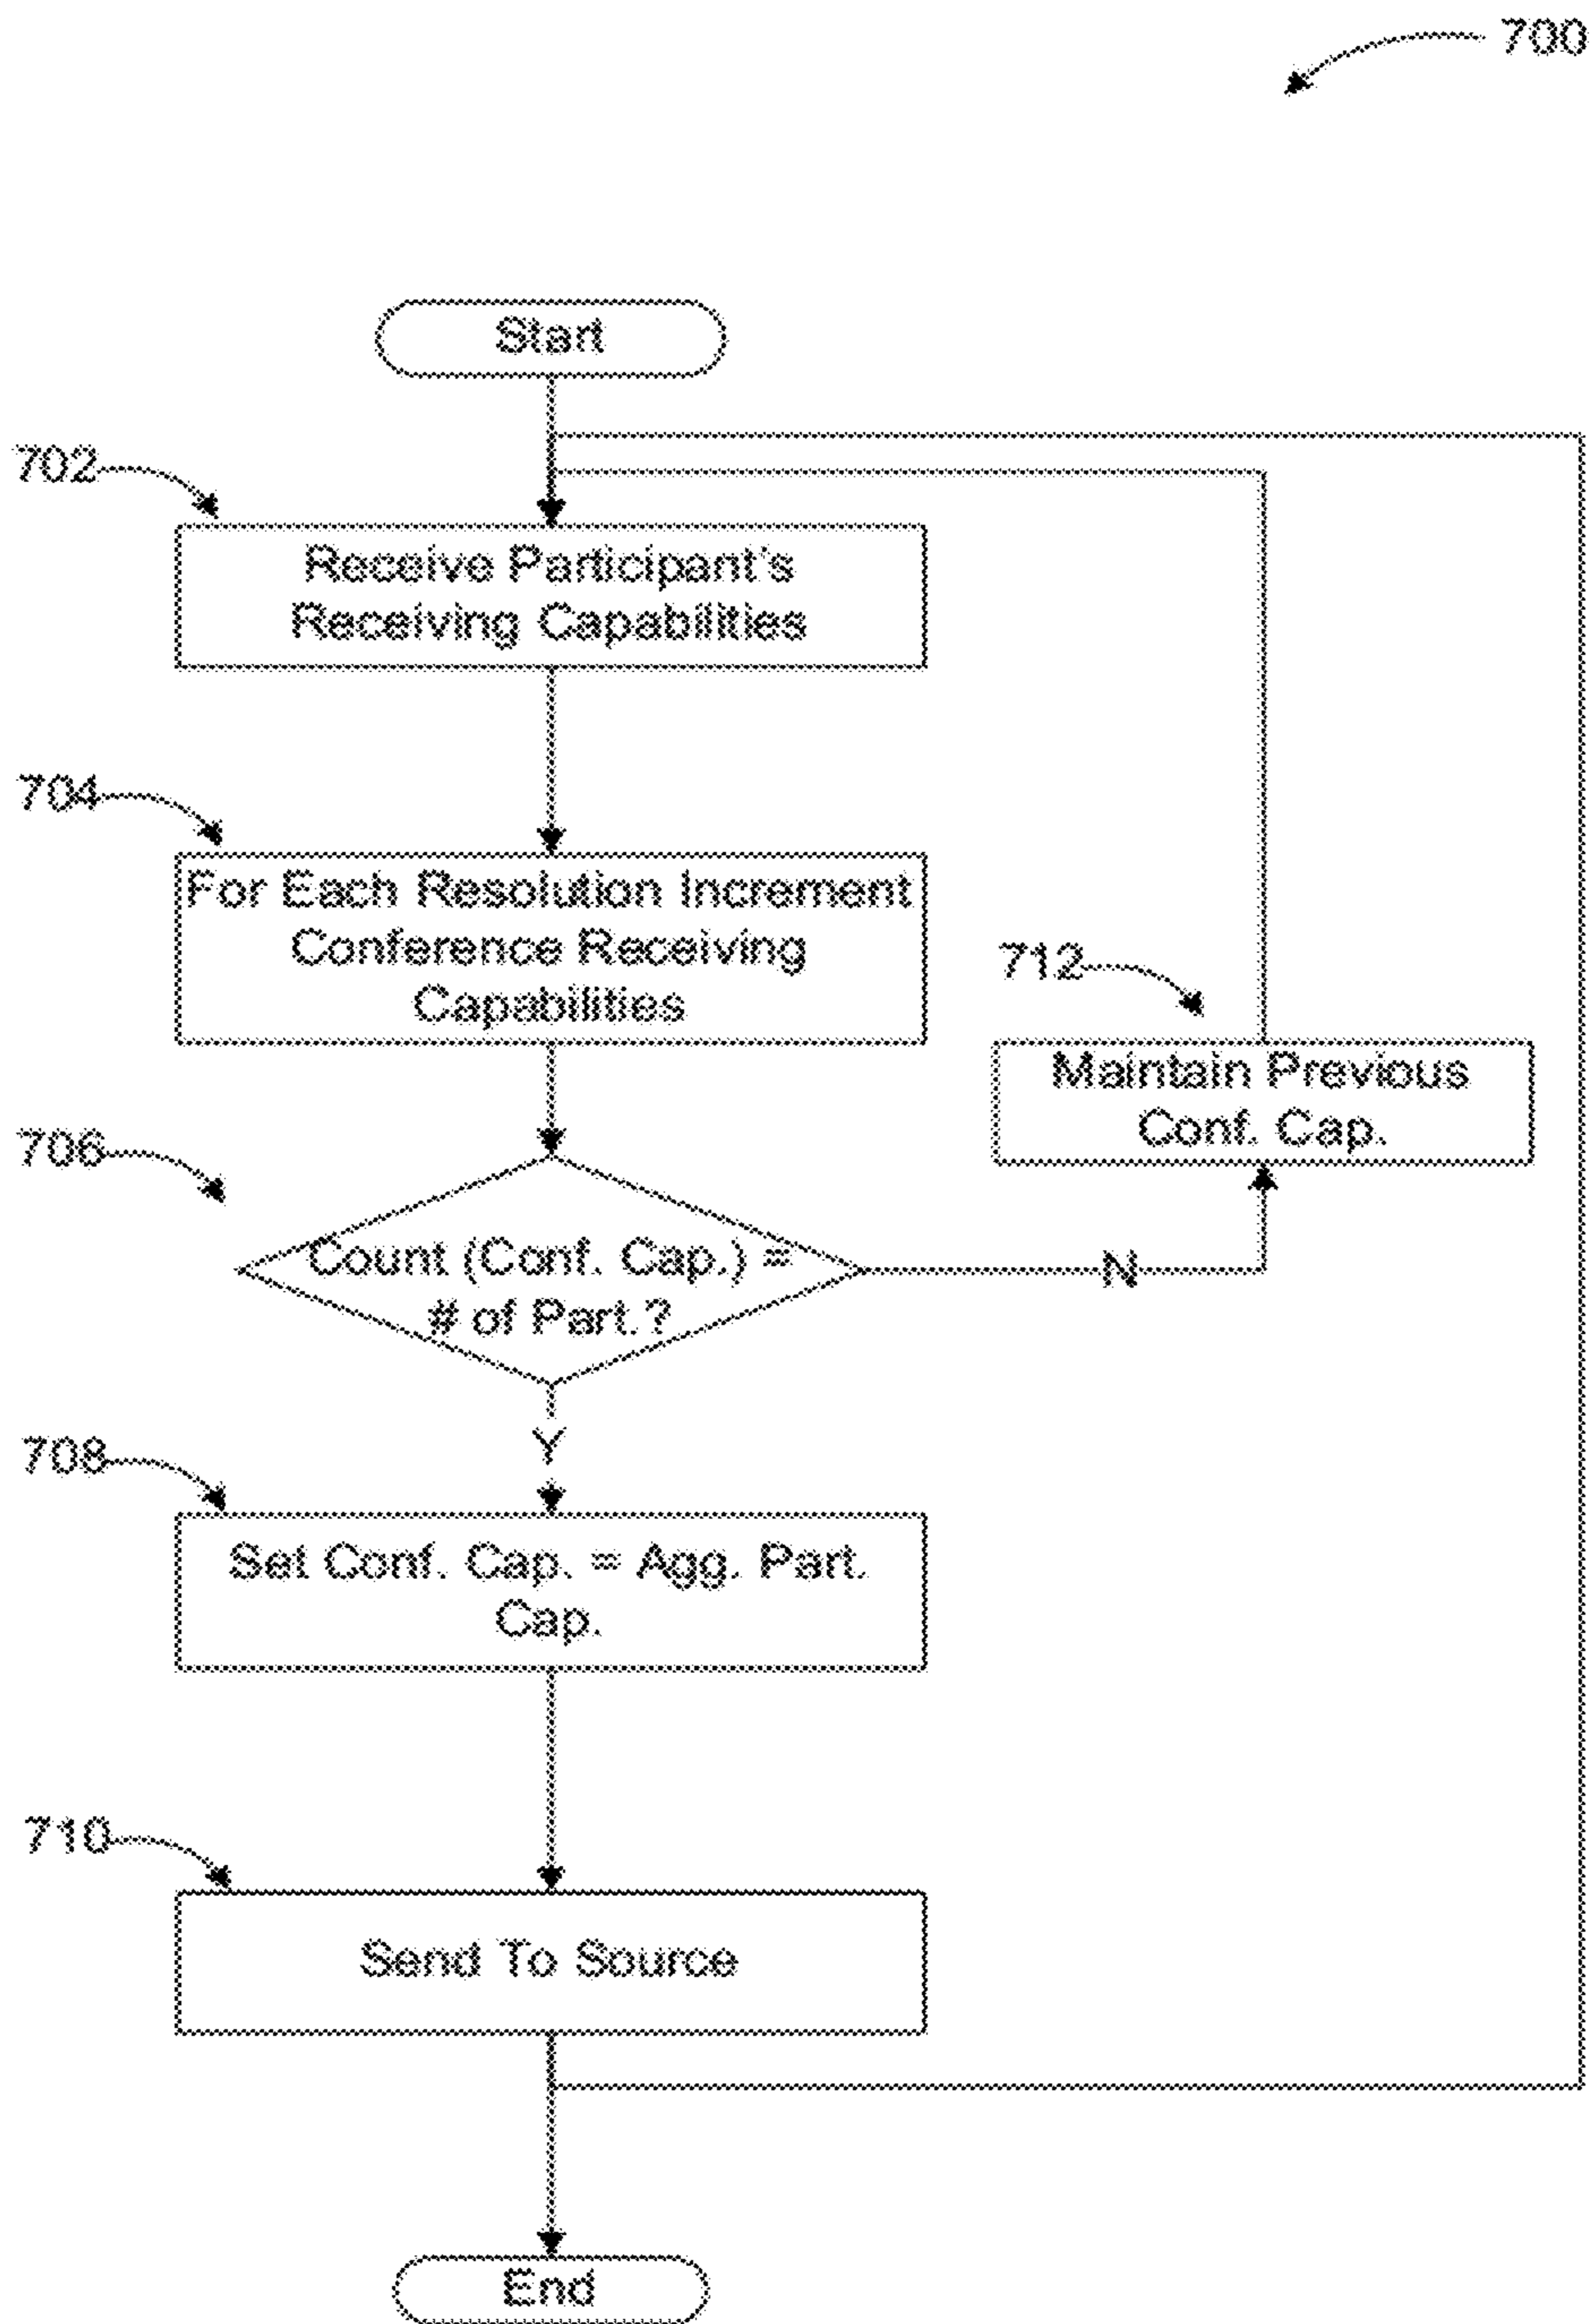 700
Start
702
Receive Participant's
Receiving Capabilities
704
For Each Resolution Increment
Conference Receiving
Capabilities
712
Maintain Previous
Conf. Cap.
706
Count (Conf. Cap.) =
# of Part.?
N
Y
708
Set Conf. Cap. = Agg. Part.
Cap.
710
Send To Source
End